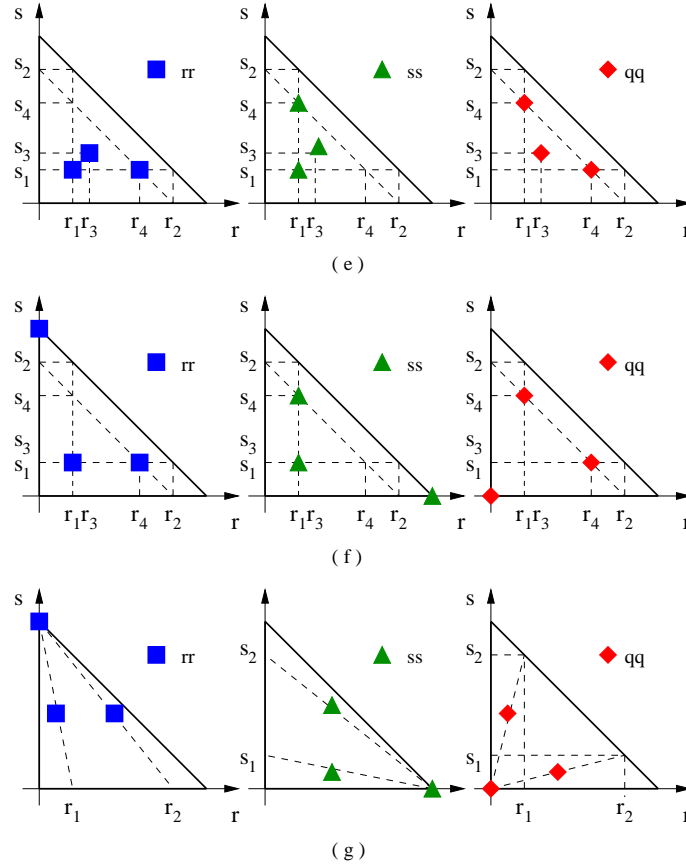 s s s
s₂ rr s₂ ss s₂ qq
s₄ s₄ s₄
s₃ s₃ s₃
s₁ s₁ s₁
r₁ r₃ r₄ r₂ r r₁ r₃ r₄ r₂ r r₁ r₃ r₄ r₂ r
( e )
s s s
s₂ rr s₂ ss s₂ qq
s₄ s₄ s₄
s₃ s₃ s₃
s₁ s₁ s₁
r₁ r₃ r₄ r₂ r r₁ r₃ r₄ r₂ r r₁ r₃ r₄ r₂ r
( f )
s s s
rr s₂ ss s₂ qq
s₁ s₁
r₁ r₂ r r r₁ r₂ r
( g )